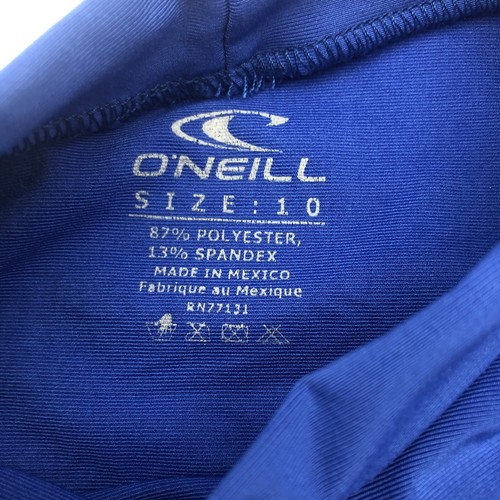 O'NEILL
SIZE:10
87% POLYESTER,
13% SPANDEX
MADE IN MEXICO
Fabrique au Mexique
RN77131